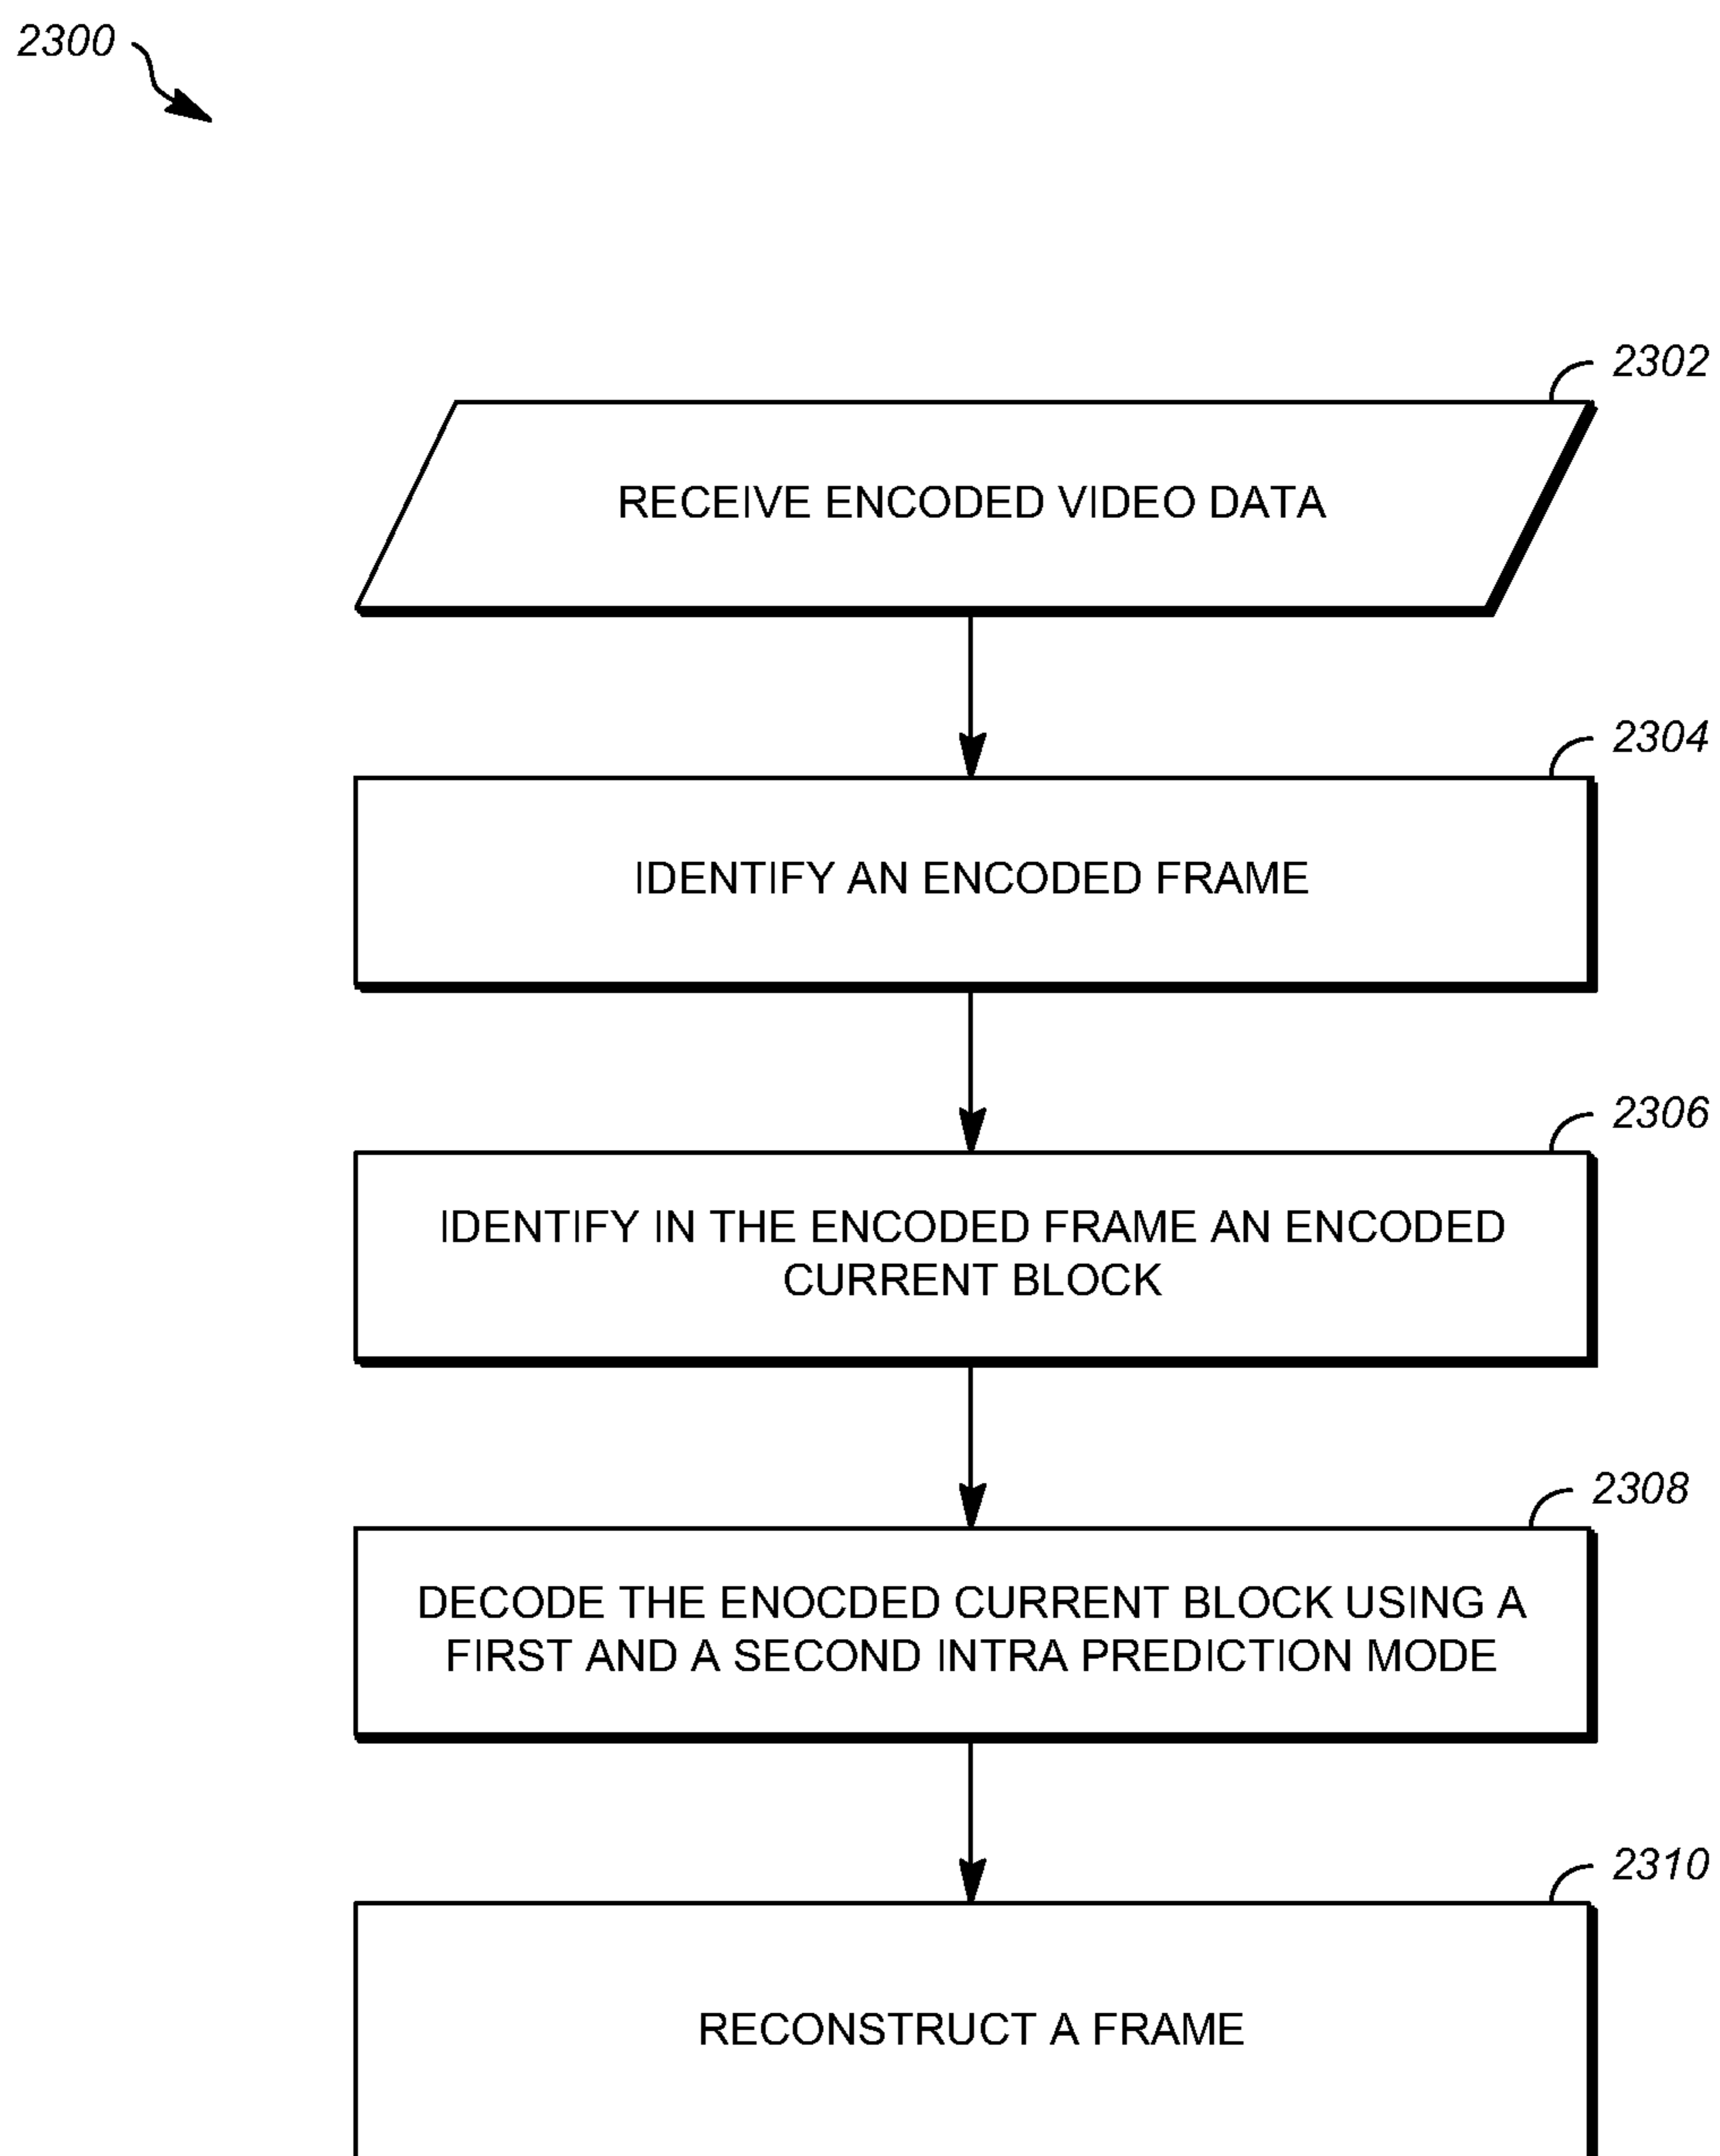 2300
2302
RECEIVE ENCODED VIDEO DATA
2304
IDENTIFY AN ENCODED FRAME
2306
IDENTIFY IN THE ENCODED FRAME AN ENCODED
CURRENT BLOCK
2308
DECODE THE ENOCDED CURRENT BLOCK USING A
FIRST AND A SECOND INTRA PREDICTION MODE
2310
RECONSTRUCT A FRAME